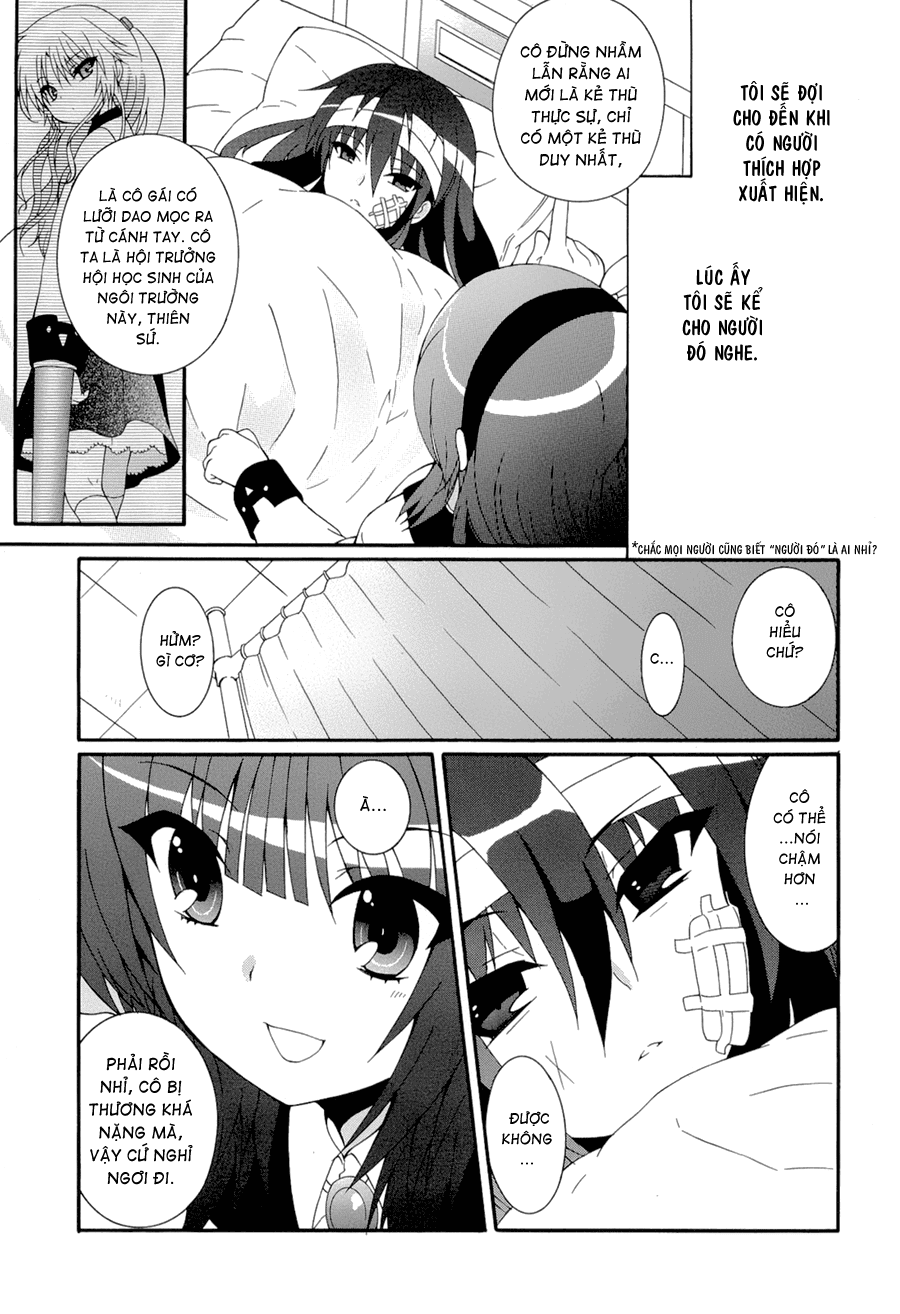 TÔI SẼ ĐỢI
CHO ĐẾN KHI
CÓ NGƯỜI
THÍCH HỢP
XUẤT HIỆN.
LÚC ẤY
TÔI SẼ KỂ
CHO NGƯỜI
ĐÓ NGHE.
*CHẮC MỌI NGƯỜI CŨNG BIẾT "NGƯỜI ĐÓ" LÀ AI NHỈ?
CÔ ĐỪNG NHẦM
LẪN RẰNG AI
MỚI LÀ KẺ THÙ
THỰC SỰ, CHỈ
CÓ MỘT KẺ THÙ
DUY NHẤT,
LÀ CÔ GÁI CÓ
LƯỠI DAO MỌC RA
TỪ CÁNH TAY. CÔ
TA LÀ HỘI TRƯỞNG
HỘI HỌC SINH CỦA
NGÔI TRƯỞNG
NÀY, THIÊN
SỨ.
CÔ
HIỂU
CHỨ?
C...
HỬM?
GÌ CƠ?
CÔ
CÓ THỂ
...NÓI
CHẬM
HƠN
...
ĐƯỢC
KHÔNG
...
À...
PHẢI RỒI
NHỈ, CÔ BỊ
THƯƠNG KHÁ
NẶNG MÀ,
VẬY CỨ NGHỈ
NGƠI ĐI.